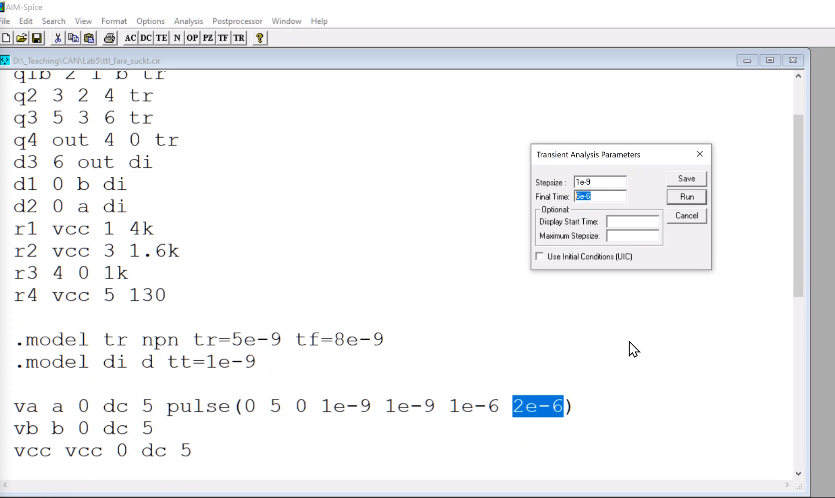 AIM-Spice
File Edit Search View Format Options Analysis Postprocessor Window Help
AC DC TE N OP PZ TF TR ?
D:\_Teaching\CAN\Lab5\ttl_fara_suckt.cir
q1b 2 1 b tr
q2 3 2 4 tr
q3 5 3 6 tr
q4 out 4 0 tr
d3 6 out di
d1 0 b di
d2 0 a di
r1 vcc 1 4k
r2 vcc 3 1.6k
r3 4 0 1k
r4 vcc 5 130
.model tr npn tr=5e-9 tf=8e-9
.model di d tt=1e-9
va a 0 dc 5 pulse(0 5 0 1e-9 1e-9 1e-6 2e-6)
vb b 0 dc 5
vcc vcc 0 dc 5
Transient Analysis Parameters
Stepsize : 1e-9
Save
Final Time:
Run
Optional
Display Start Time:
Cancel
Maximum Stepsize:
Use Initial Conditions (UIC)